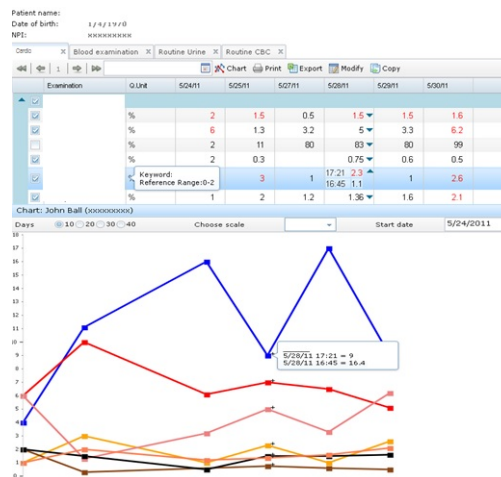 Patient name:
Date of birth: 1/4/1970
NPI: xxxxxxxxx
Cardio x Blood examination x Routine Urine x Routine CBC x
1 Chart Print Export Modify Copy
Examination Q.Unit 5/24/11 5/25/11 5/27/11 5/28/11 5/29/11 5/30/11
% 2 1.5 0.5 1.5 1.5 1.6
% 6 1.3 3.2 5 3.3 6.2
% 2 11 80 83 80 99
% 2 0.3 0.75 0.6 0.5
Keyword:
Reference Range:0-2
3 1 17:21 2.3 1 2.6
16:45 1.1
% 1 2 1.2 1.36 1.6 2.1
Chart: John Ball (xxxxxxxxx)
Days 10 20 30 40 Choose scale Start date 5/24/2011
18
17
16
15
14
13
12
11
10
9
8
7
6
5
4
3
2
1
0
5/28/11 17:21 = 9
5/28/11 16:45 = 16.4